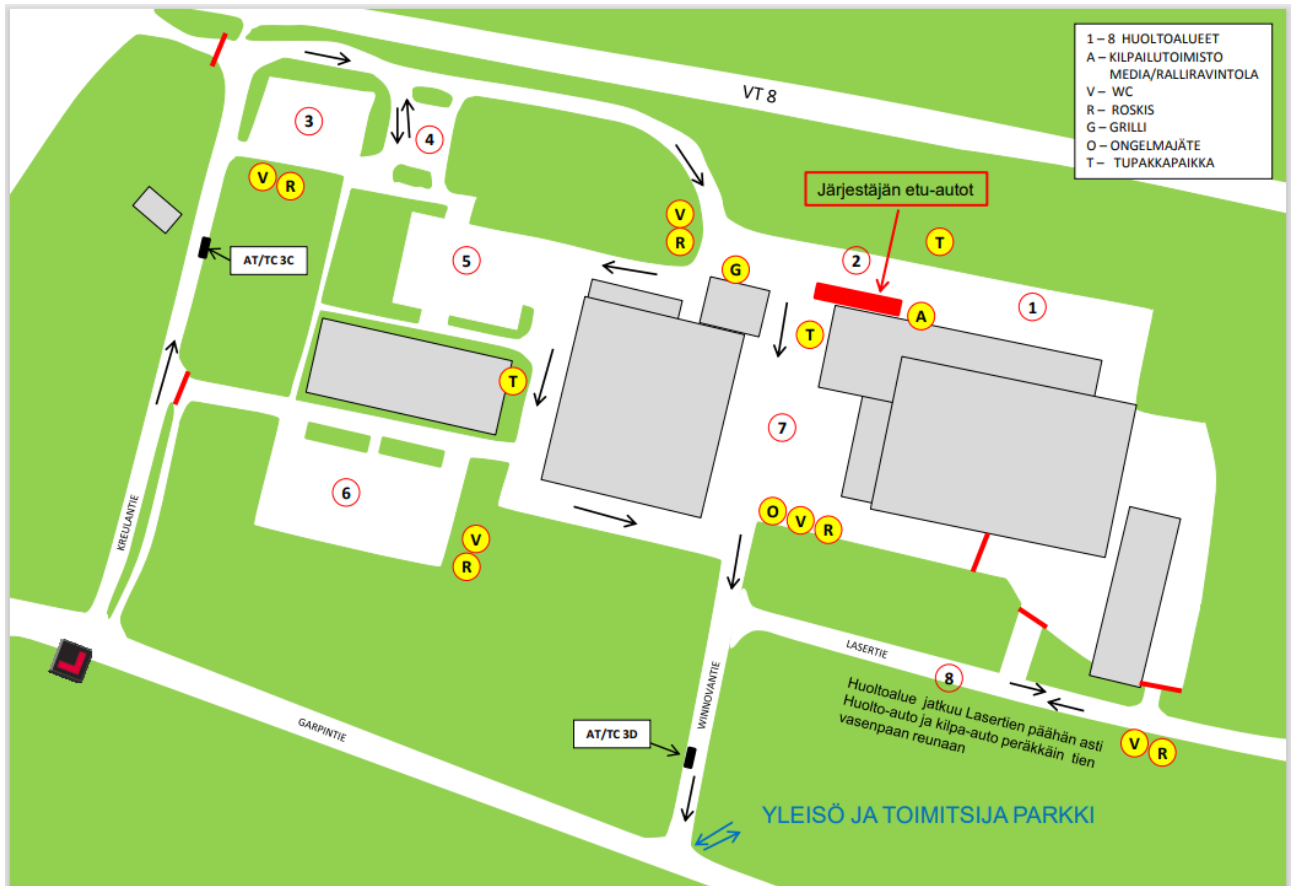 1 – 8 HUOLTOALUEET
A – KILPAILUTOIMISTO
MEDIA/RALLIRAVINTOLA
V – WC
R – ROSKIS
G – GRILLI
O – ONGELMAJÄTE
T – TUPAKKAPAIKKA
VT 8
3
4
V
R
Järjestäjän etu-autot
V
R
T
2
AT/TC 3C
5
G
1
A
T
T
7
6
O
V
R
V
R
KREULANTIE
LASERTIE
8
Huoltoalue jatkuu Lasertien päähän asti
Huolto-auto ja kilpa-auto peräkkäin tien
vasenpaan reunaan
WINNOVANTIE
GARPINTIE
AT/TC 3D
V
R
YLEISÖ JA TOIMITSIJA PARKKI